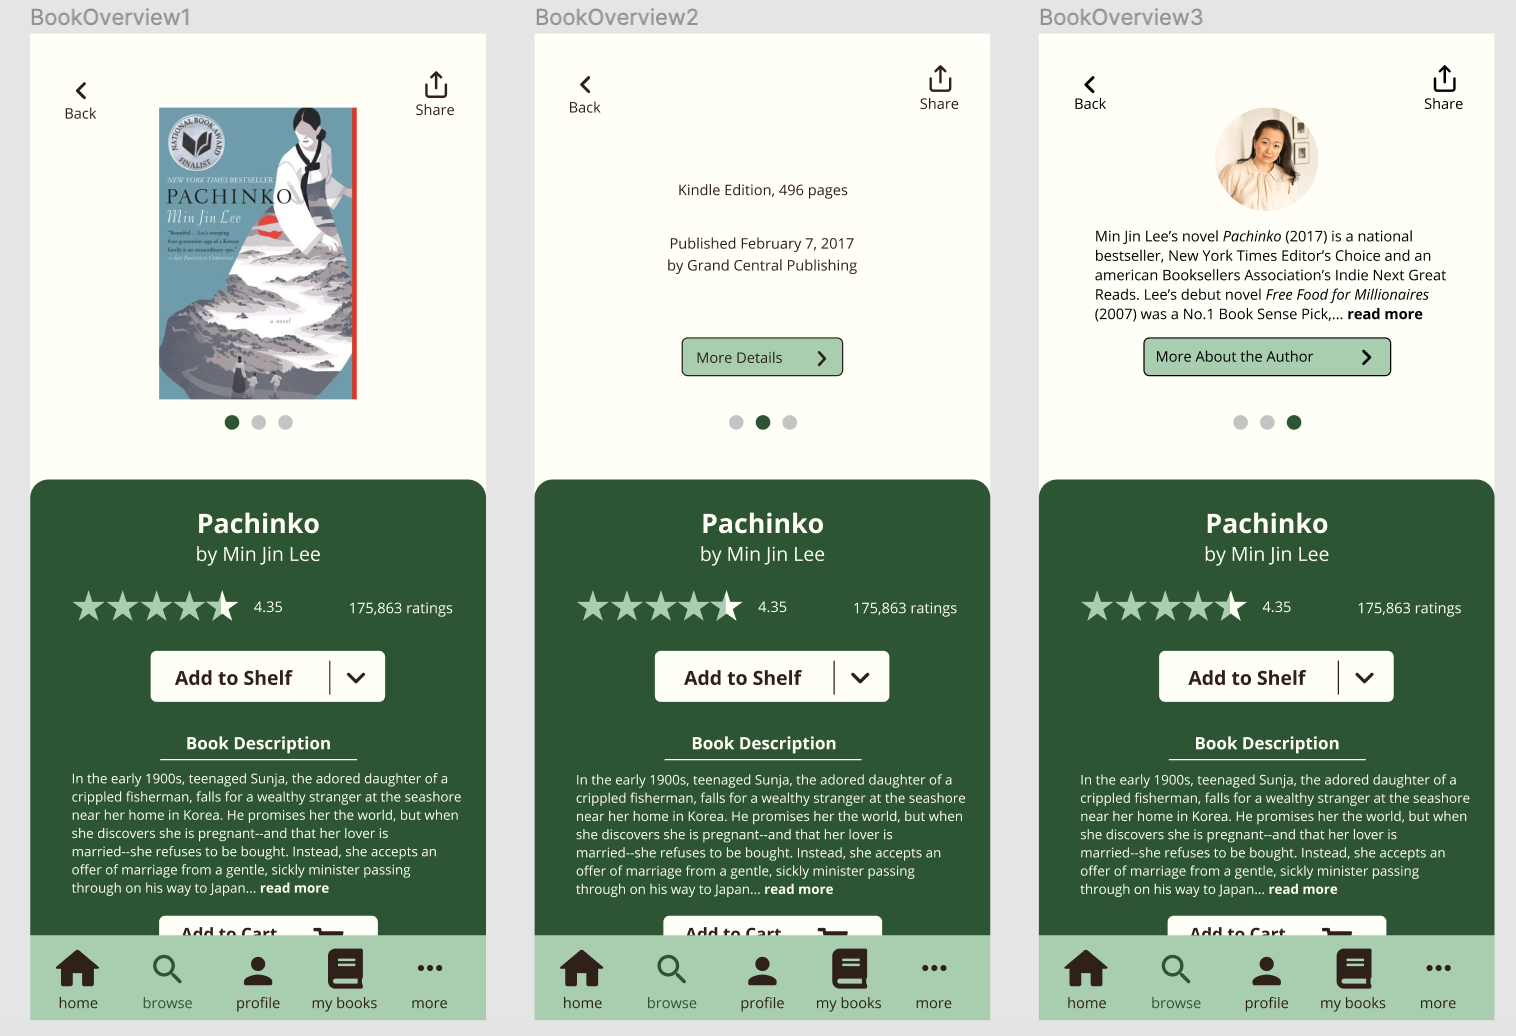 BookOverview1
Back
Share
NATIONAL BOOK AWARD
FINALIST
NEW YORK TIMES BESTSELLER
PACHINKO
Min Jin Lee
"Beautiful... Lee's sweeping
four-generation saga of a Korean
family is an extraordinary epic."
—San Francisco Chronicle
a novel
Pachinko
by Min Jin Lee
4.35
175,863 ratings
Add to Shelf
Book Description
In the early 1900s, teenaged Sunja, the adored daughter of a
crippled fisherman, falls for a wealthy stranger at the seashore
near her home in Korea. He promises her the world, but when
she discovers she is pregnant--and that her lover is
married--she refuses to be bought. Instead, she accepts an
offer of marriage from a gentle, sickly minister passing
through on his way to Japan... read more
Add to Cart
home
browse
profile
my books
more
BookOverview2
Back
Share
Kindle Edition, 496 pages
Published February 7, 2017
by Grand Central Publishing
More Details
Pachinko
by Min Jin Lee
4.35
175,863 ratings
Add to Shelf
Book Description
In the early 1900s, teenaged Sunja, the adored daughter of a
crippled fisherman, falls for a wealthy stranger at the seashore
near her home in Korea. He promises her the world, but when
she discovers she is pregnant--and that her lover is
married--she refuses to be bought. Instead, she accepts an
offer of marriage from a gentle, sickly minister passing
through on his way to Japan... read more
Add to Cart
home
browse
profile
my books
more
BookOverview3
Back
Share
Min Jin Lee's novel Pachinko (2017) is a national
bestseller, New York Times Editor's Choice and an
american Booksellers Association's Indie Next Great
Reads. Lee's debut novel Free Food for Millionaires
(2007) was a No.1 Book Sense Pick,... read more
More About the Author
Pachinko
by Min Jin Lee
4.35
175,863 ratings
Add to Shelf
Book Description
In the early 1900s, teenaged Sunja, the adored daughter of a
crippled fisherman, falls for a wealthy stranger at the seashore
near her home in Korea. He promises her the world, but when
she discovers she is pregnant--and that her lover is
married--she refuses to be bought. Instead, she accepts an
offer of marriage from a gentle, sickly minister passing
through on his way to Japan... read more
Add to Cart
home
browse
profile
my books
more